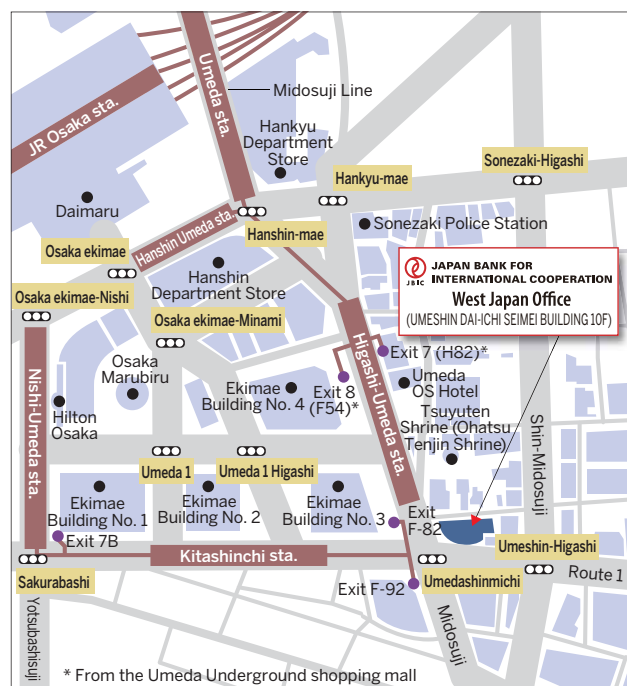 Umeda sta.
Midosuji Line
JR Osaka sta.
Hankyu
Department
Store
Sonezaki-Higashi
Hankyu-mae
Daimaru
Hanshin Umeda sta.
Hanshin-mae
Sonezaki Police Station
Osaka ekimae
Hanshin
Department Store
JBIC
JAPAN BANK FOR
INTERNATIONAL COOPERATION
West Japan Office
(UMESHIN DAI-ICHI SEIMEI BUILDING 10F)
Osaka ekimae-Nishi
Osaka ekimae-Minami
Higashi-Umeda sta.
Exit 7 (H82)*
Nishi-Umeda sta.
Osaka
Marubiru
Ekimae
Building No. 4
Exit 8
(F54)*
Umeda
OS Hotel
Hilton
Osaka
Tsuyuten
Shrine (Ohatsu
Tenjin Shrine)
Shin-Midosuji
Umeda 1
Umeda 1 Higashi
Ekimae
Building No. 1
Ekimae
Building No. 2
Ekimae
Building No. 3
Exit
F-82
Exit 7B
Kitashinchi sta.
Umeshin-Higashi
Sakurabashi
Exit F-92
Umedashinmichi
Route 1
Yotsubashisuji
Midosuji
* From the Umeda Underground shopping mall